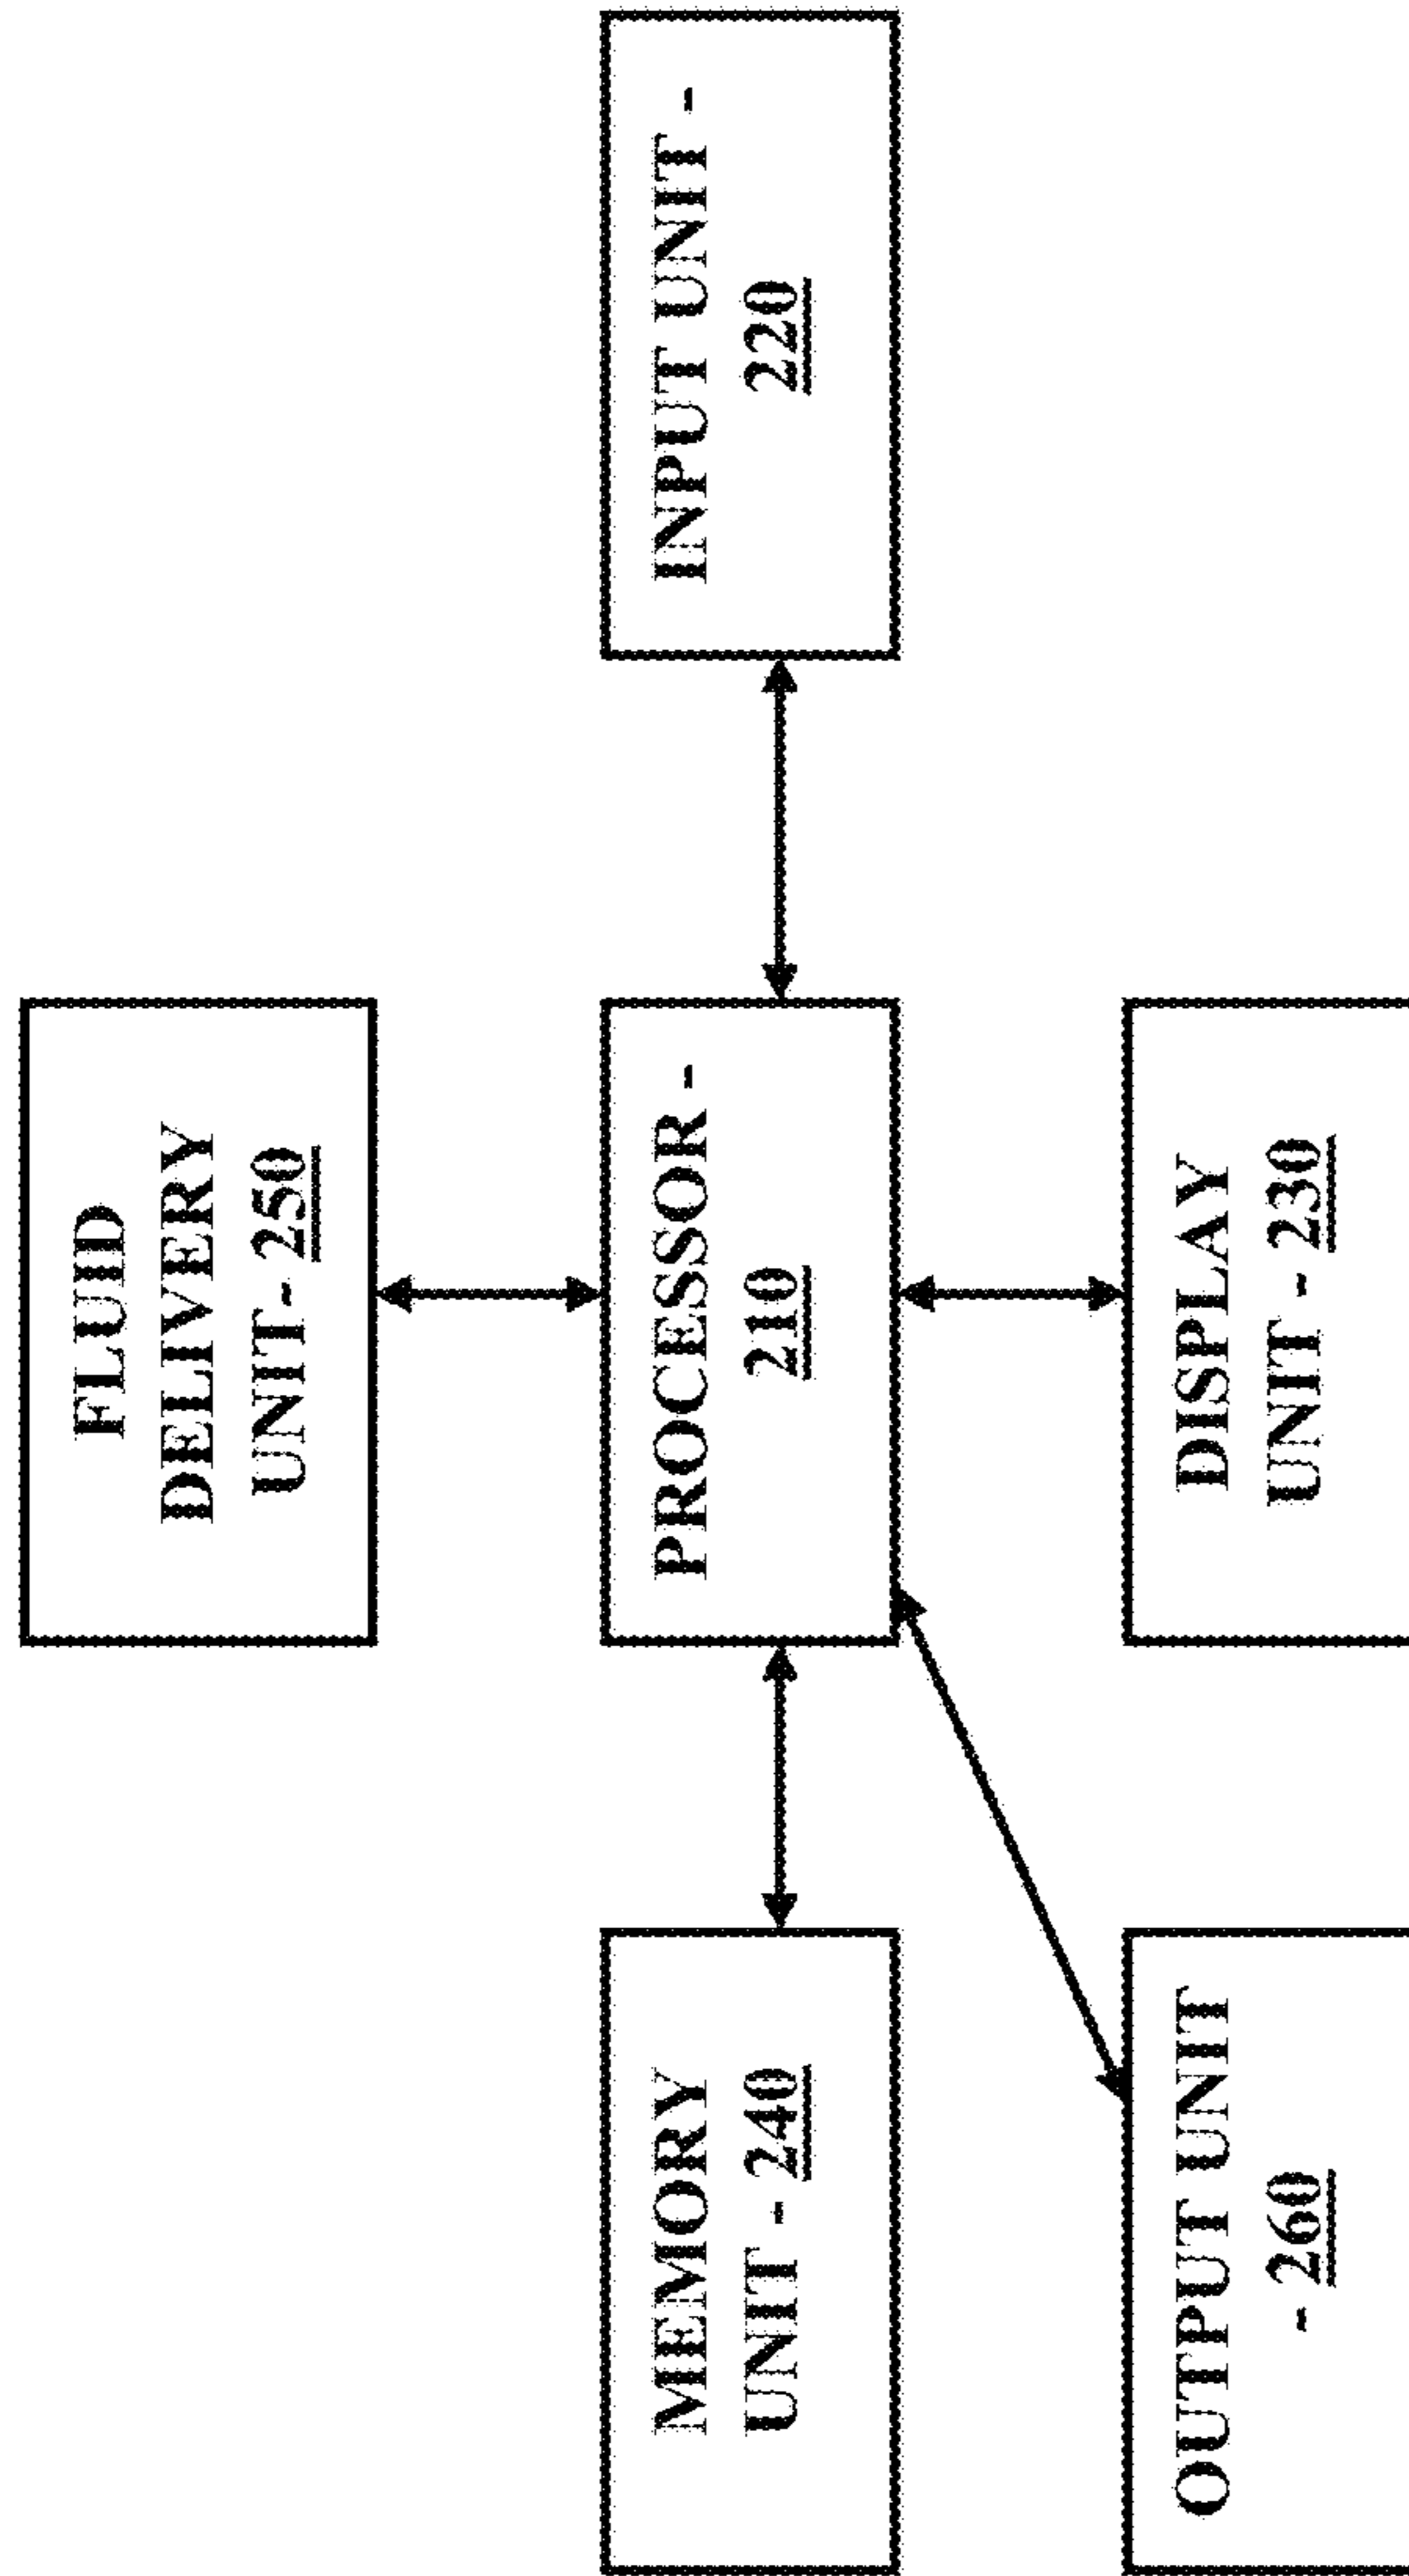 FLUID
DELIVERY
UNIT - 250
MEMORY
UNIT - 240
PROCESSOR -
210
INPUT UNIT -
220
OUTPUT UNIT
- 260
DISPLAY
UNIT - 230